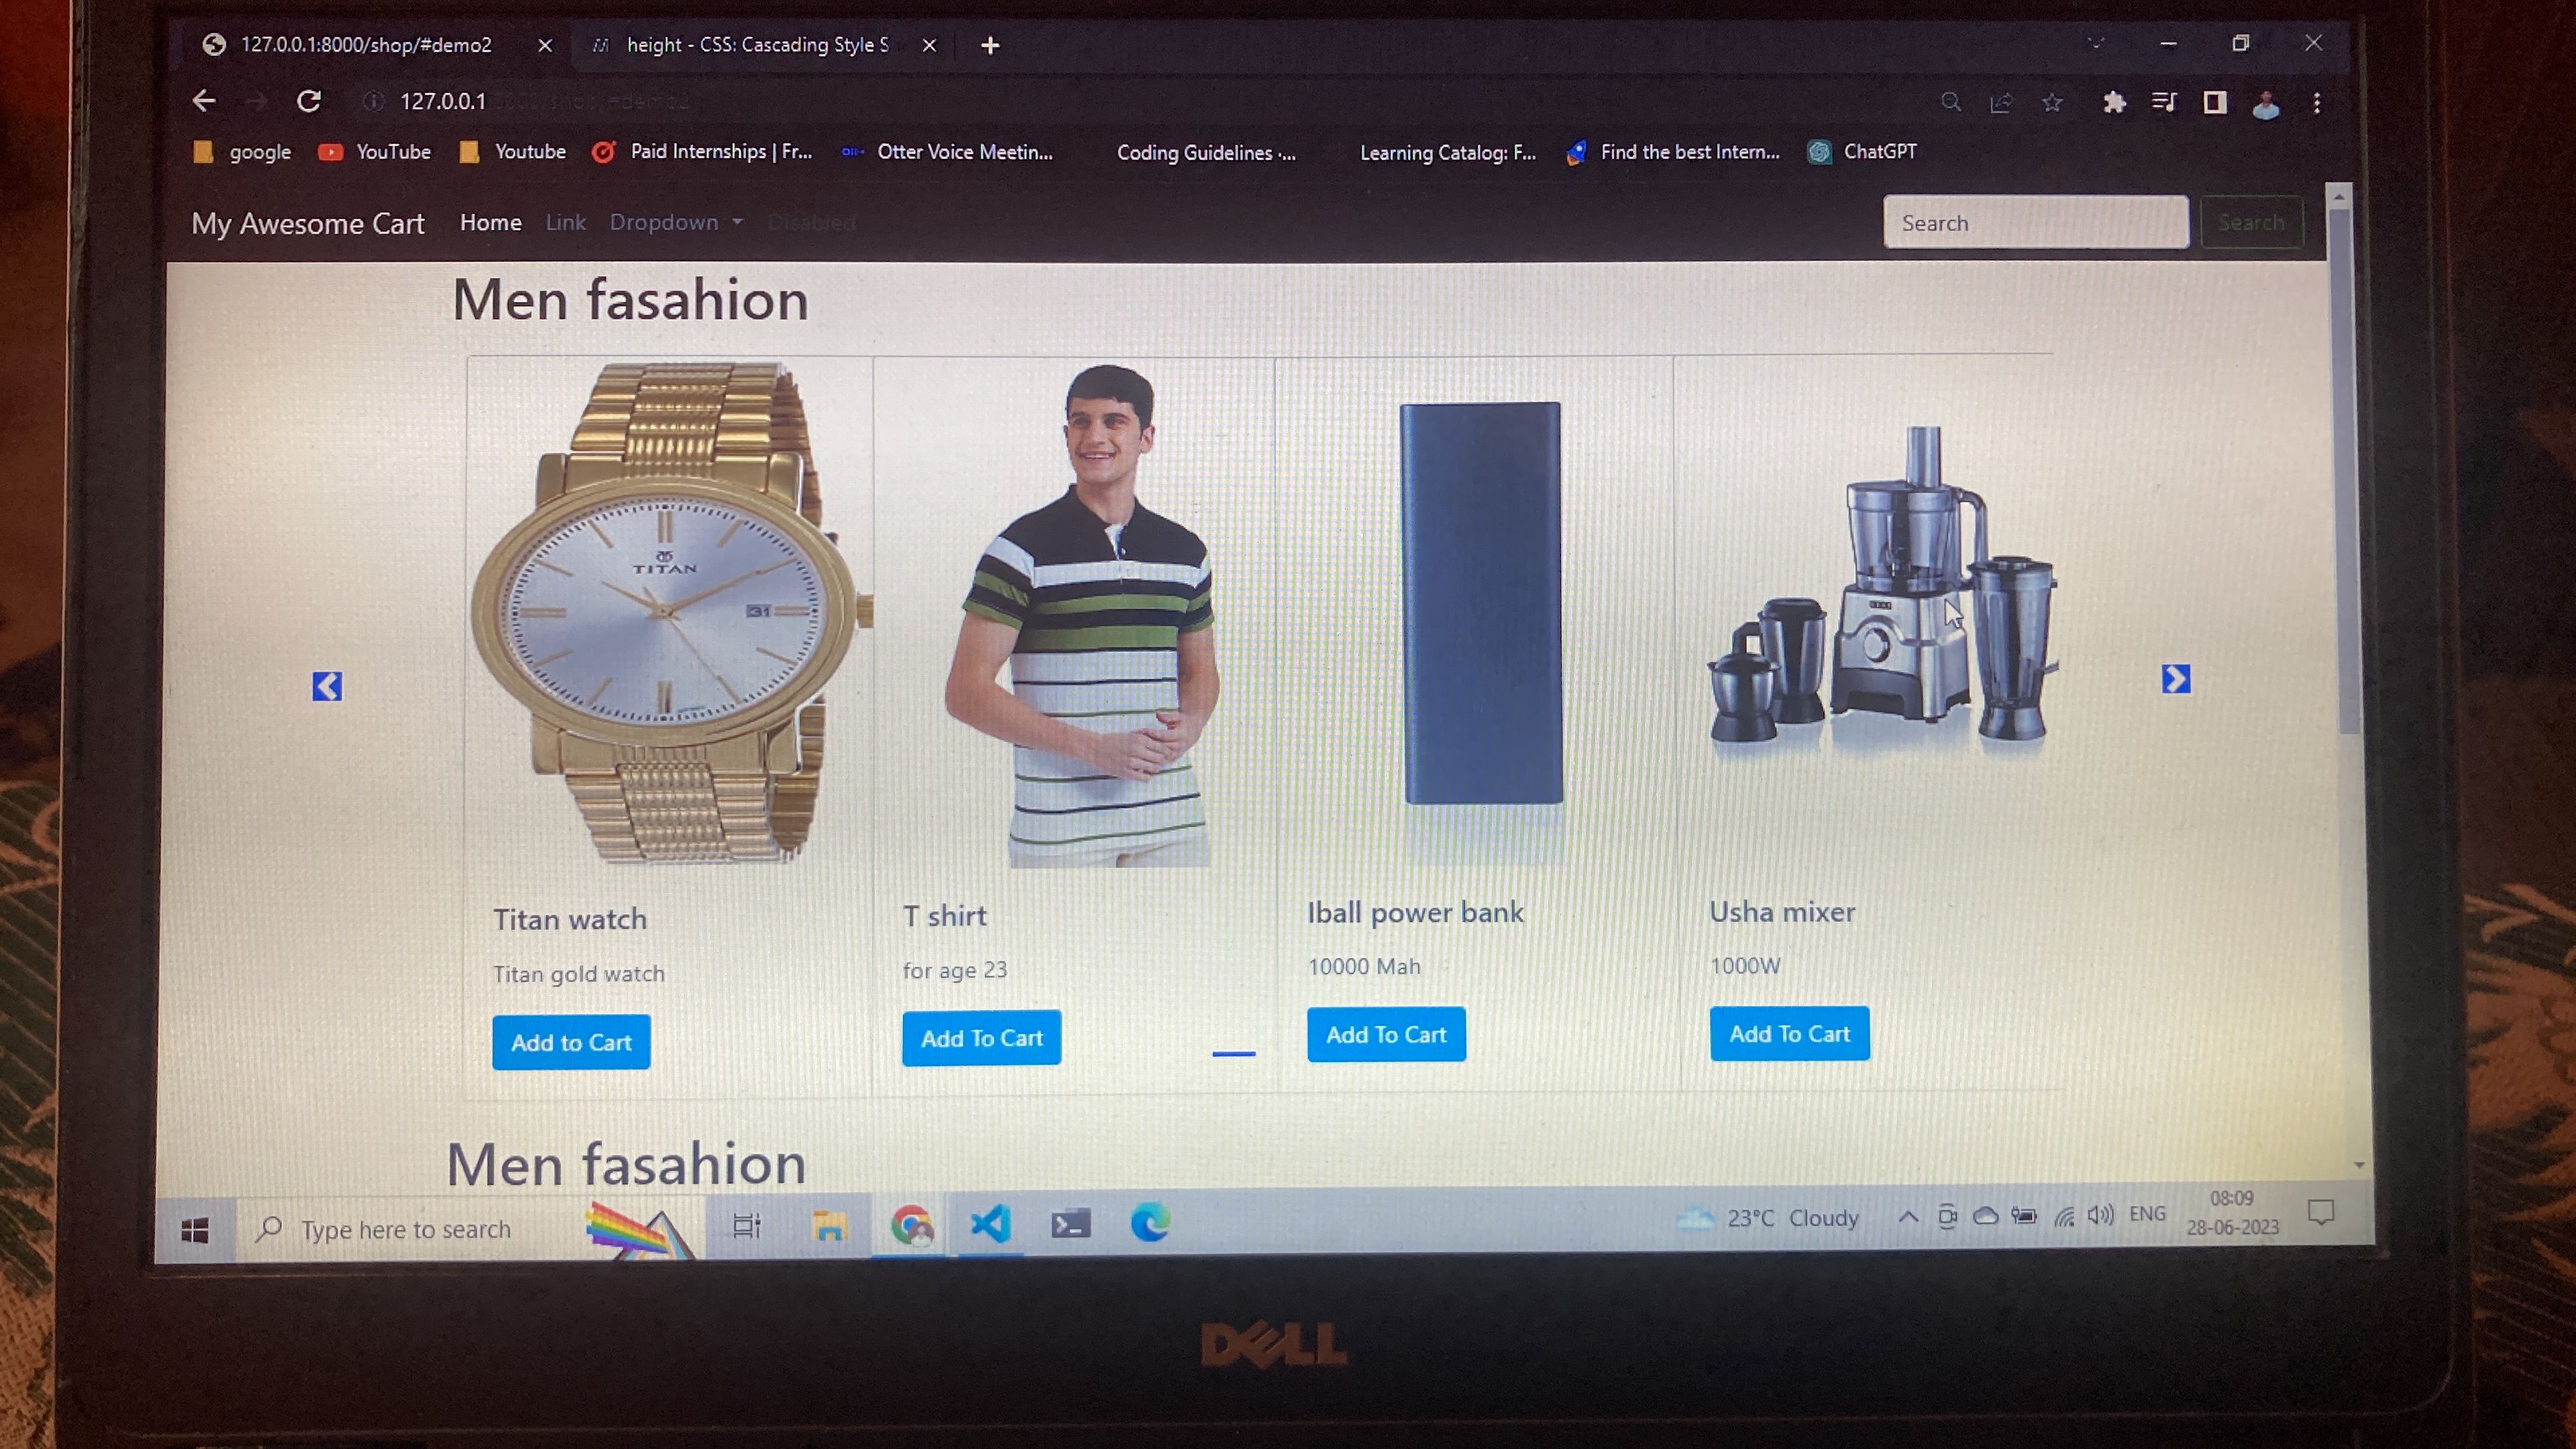 127.0.0.1:8000/shop/#demo2
height - CSS: Cascading Style S
127.0.0.1:8000/shop/#demo2
google YouTube Youtube Paid Internships | Fr... Otter Voice Meetin... Coding Guidelines ·... Learning Catalog: F... Find the best Intern... ChatGPT
My Awesome Cart Home Link Dropdown Disabled Search Search
Men fasahion
TITAN
31
Titan watch
Titan gold watch
Add to Cart
T shirt
for age 23
Add To Cart
Iball power bank
10000 Mah
Add To Cart
Usha mixer
1000W
Add To Cart
Men fasahion
Type here to search
23°C Cloudy
ENG
08:09
28-06-2023
DELL